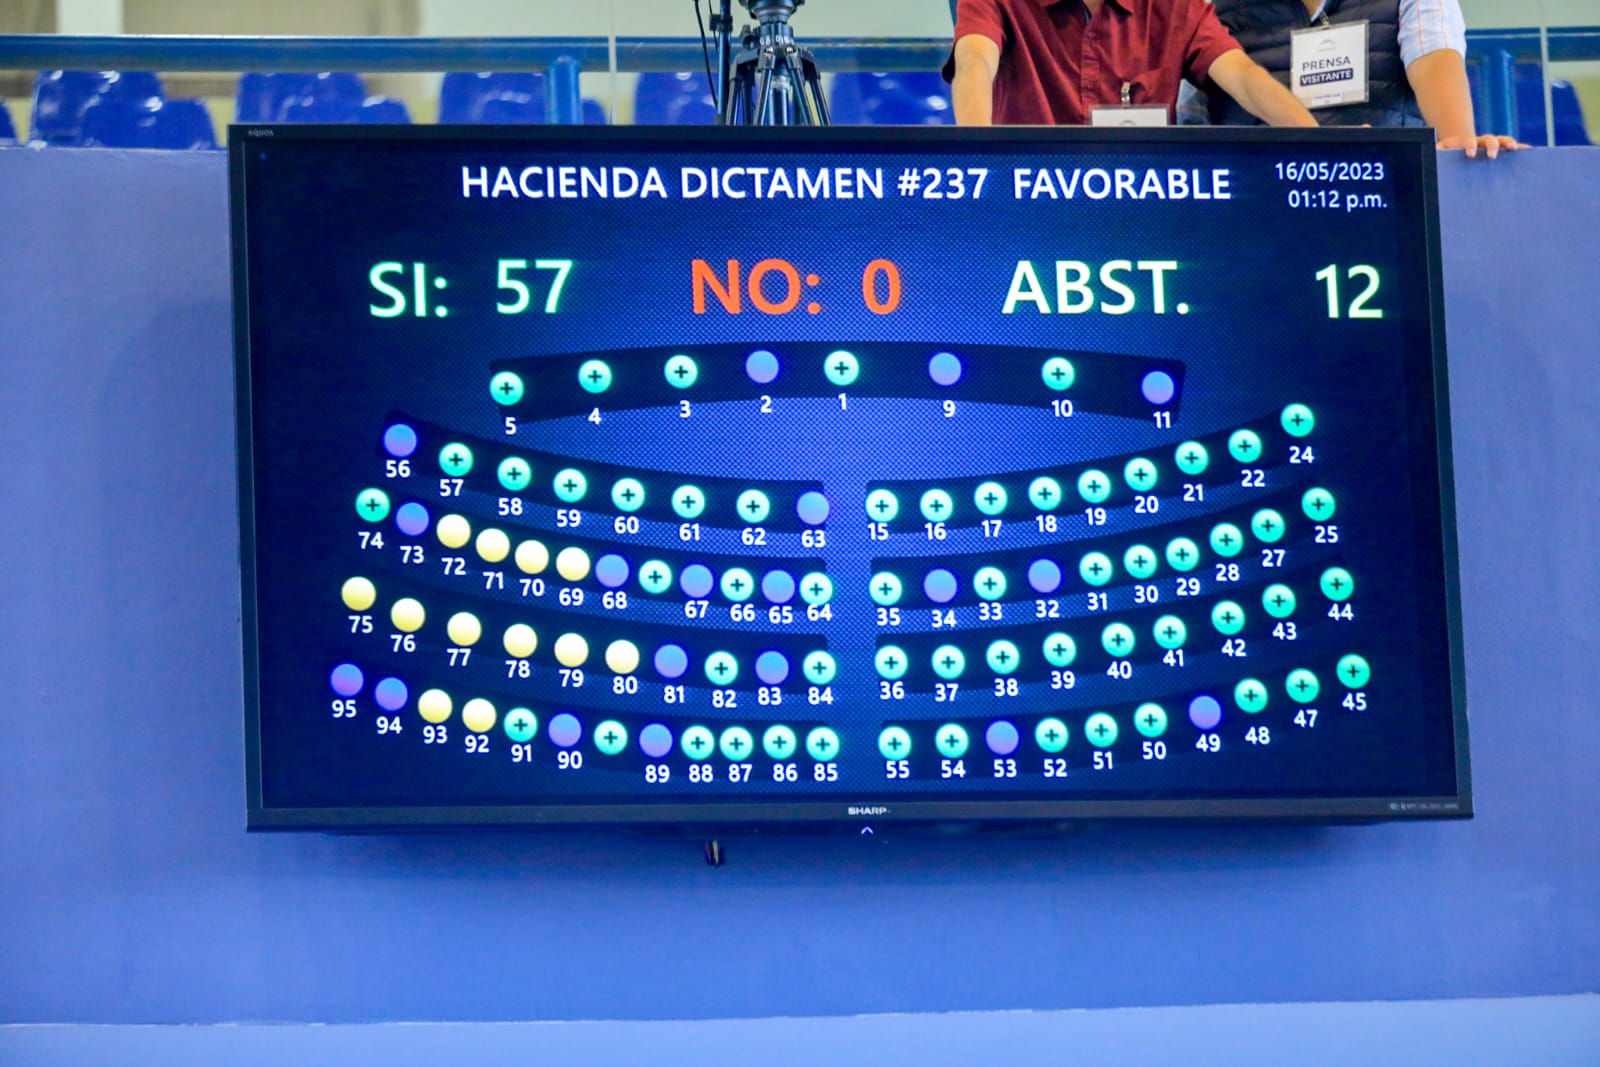 PRENSA
VISITANTE
AQUOS
HACIENDA DICTAMEN #237 FAVORABLE
16/05/2023
01:12 p.m.
SI: 57 NO: 0 ABST. 12
5 4 3 2 1 9 10 11
56 57 58 59 60 61 62 63 15 16 17 18 19 20 21 22 24
74 73 72 71 70 69 68 67 66 65 64 35 34 33 32 31 30 29 28 27 25
75 76 77 78 79 80 81 82 83 84 36 37 38 39 40 41 42 43 44
95 94 93 92 91 90 89 88 87 86 85 55 54 53 52 51 50 49 48 47 45
SHARP